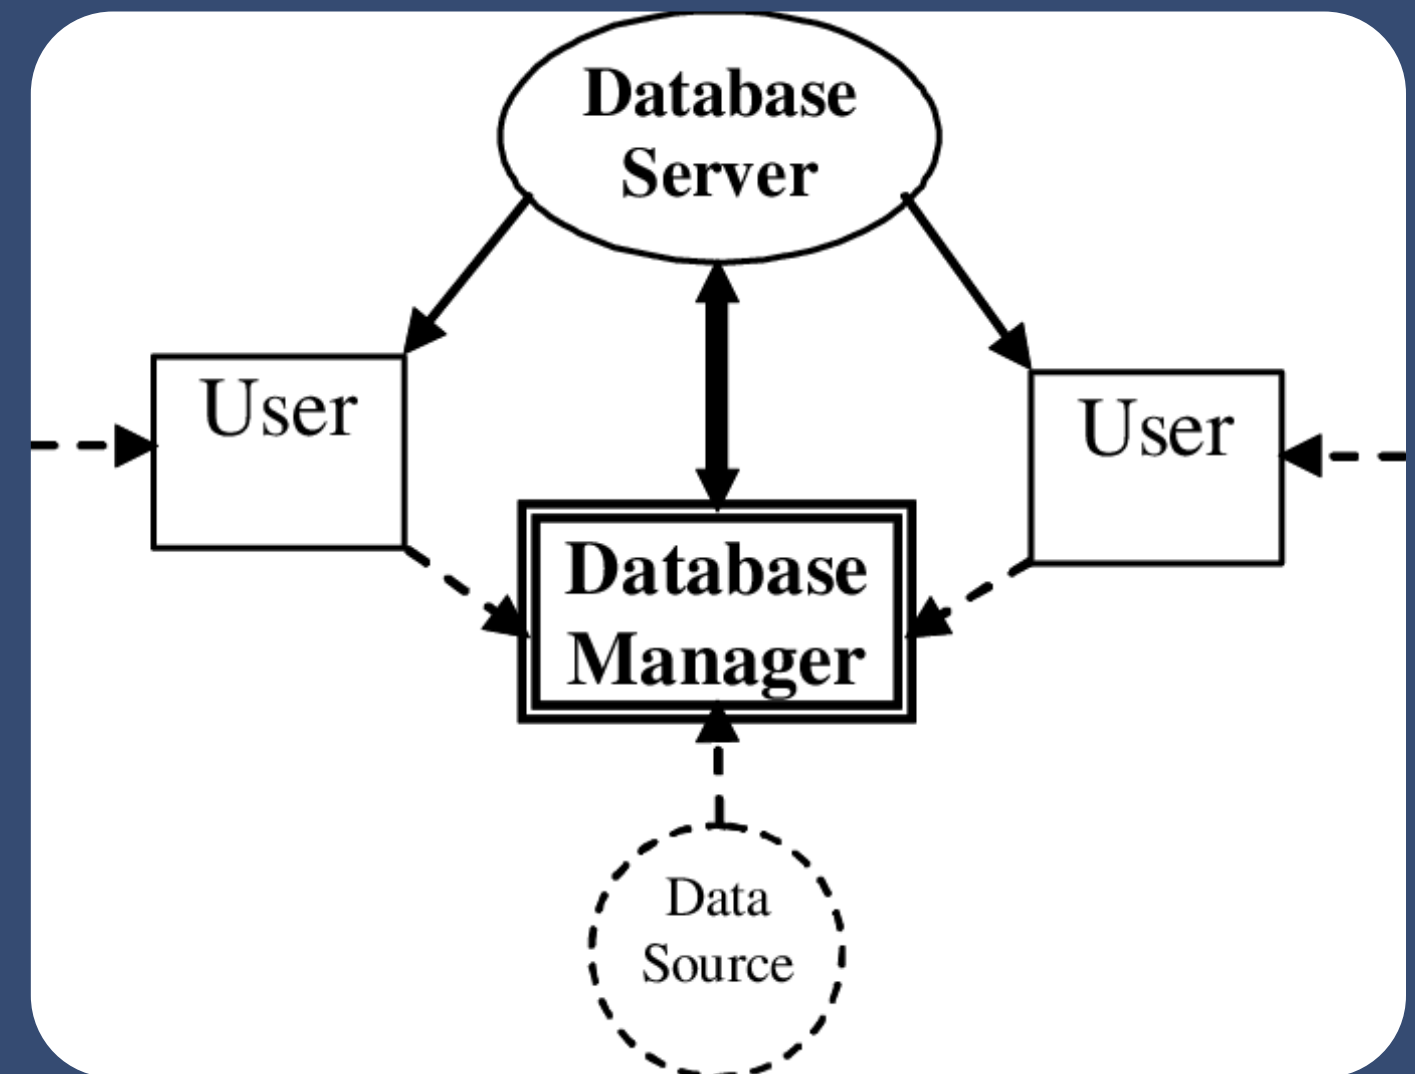 Database
Server
User
User
Database
Manager
Data
Source